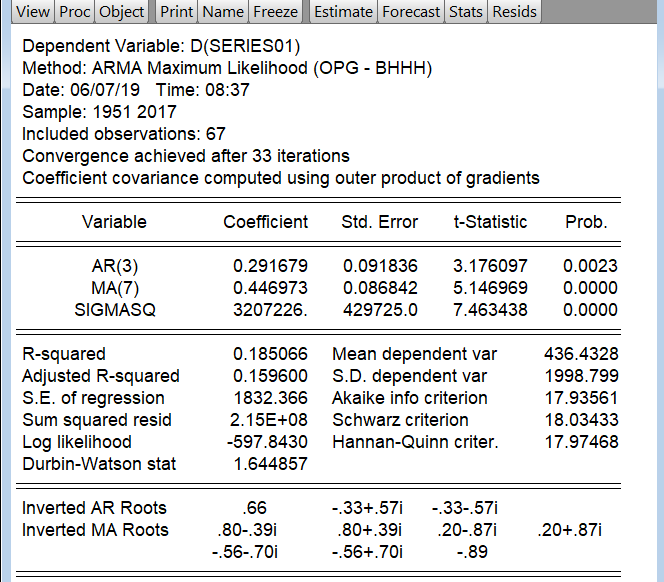 View Proc Object Print Name Freeze Estimate Forecast Stats Resids
Dependent Variable: D(SERIES01)
Method: ARMA Maximum Likelihood (OPG - BHHH)
Date: 06/07/19 Time: 08:37
Sample: 1951 2017
Included observations: 67
Convergence achieved after 33 iterations
Coefficient covariance computed using outer product of gradients
Variable Coefficient Std. Error t-Statistic Prob.
AR(3) 0.291679 0.091836 3.176097 0.0023
MA(7) 0.446973 0.086842 5.146969 0.0000
SIGMASQ 3207226. 429725.0 7.463438 0.0000
R-squared 0.185066 Mean dependent var 436.4328
Adjusted R-squared 0.159600 S.D. dependent var 1998.799
S.E. of regression 1832.366 Akaike info criterion 17.93561
Sum squared resid 2.15E+08 Schwarz criterion 18.03433
Log likelihood -597.8430 Hannan-Quinn criter. 17.97468
Durbin-Watson stat 1.644857
Inverted AR Roots .66 -.33+.57i -.33-.57i
Inverted MA Roots .80-.39i .80+.39i .20-.87i .20+.87i
-.56-.70i -.56+.70i -.89